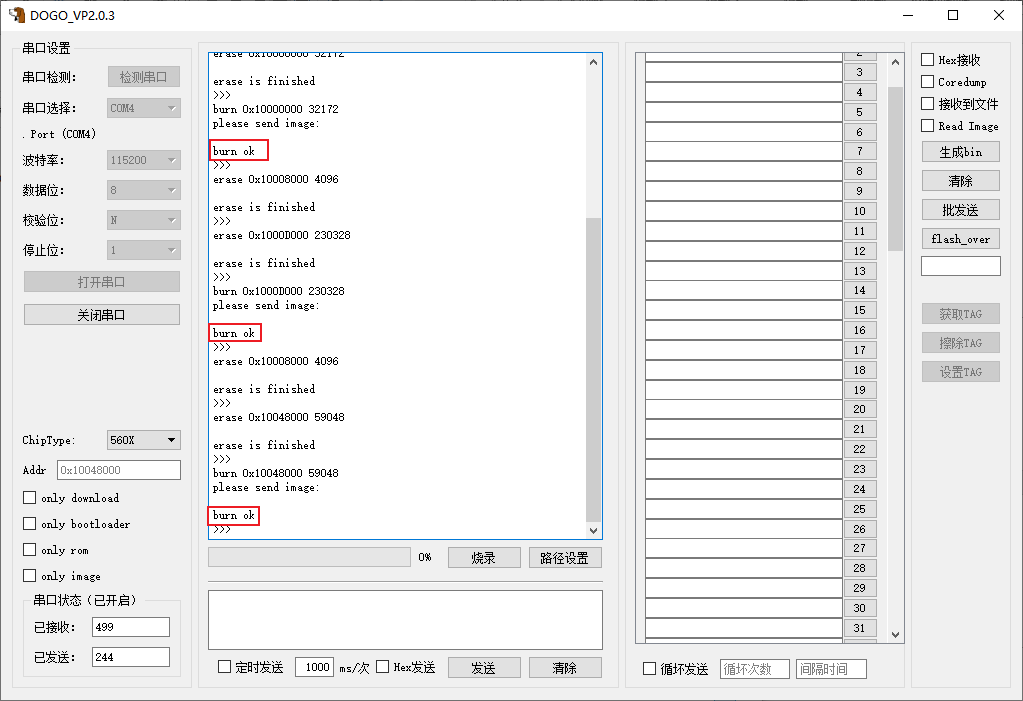 DOGO_VP2.0.3
串口设置
串口检测: 检测串口
串口选择: COM4
. Port (COM4)
波特率: 115200
数据位: 8
校验位: N
停止位: 1
打开串口
关闭串口
ChipType: 560X
Addr 0x10048000
only download
only bootloader
only rom
only image
串口状态（已开启）
已接收: 499
已发送: 244
erase 0x10000000 32172
erase is finished
>>>
burn 0x10000000 32172
please send image:
burn ok
>>>
erase 0x10008000 4096
erase is finished
>>>
erase 0x1000D000 230328
erase is finished
>>>
burn 0x1000D000 230328
please send image:
burn ok
>>>
erase 0x10008000 4096
erase is finished
>>>
erase 0x10048000 59048
erase is finished
>>>
burn 0x10048000 59048
please send image:
burn ok
>>>
0% 烧录 路径设置
定时发送 1000 ms/次 Hex发送 发送 清除
2
3
4
5
6
7
8
9
10
11
12
13
14
15
16
17
18
19
20
21
22
23
24
25
26
27
28
29
30
31
循环发送 循环次数 间隔时间
Hex接收
Coredump
接收到文件
Read Image
生成bin
清除
批发送
flash_over
获取TAG
擦除TAG
设置TAG